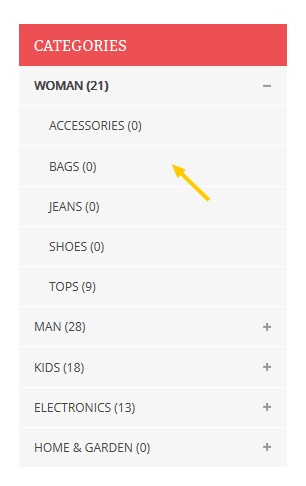 CATEGORIES
WOMAN (21)
ACCESSORIES (0)
BAGS (0)
JEANS (0)
SHOES (0)
TOPS (9)
MAN (28)
KIDS (18)
ELECTRONICS (13)
HOME & GARDEN (0)